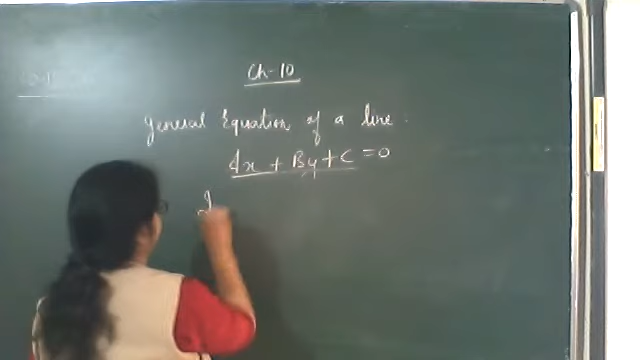 Ch-10
General Equation of a line.
Ax + By + C = 0